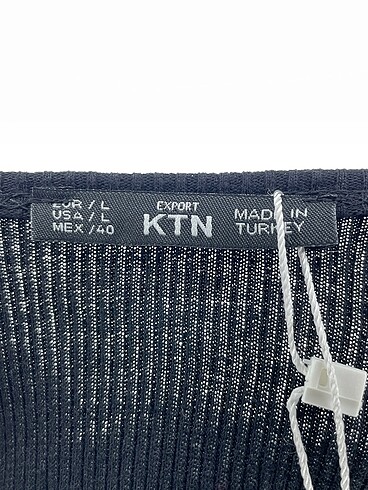 EUR / L
USA / L
MEX / 40
EXPORT
KTN
MADE IN
TURKEY